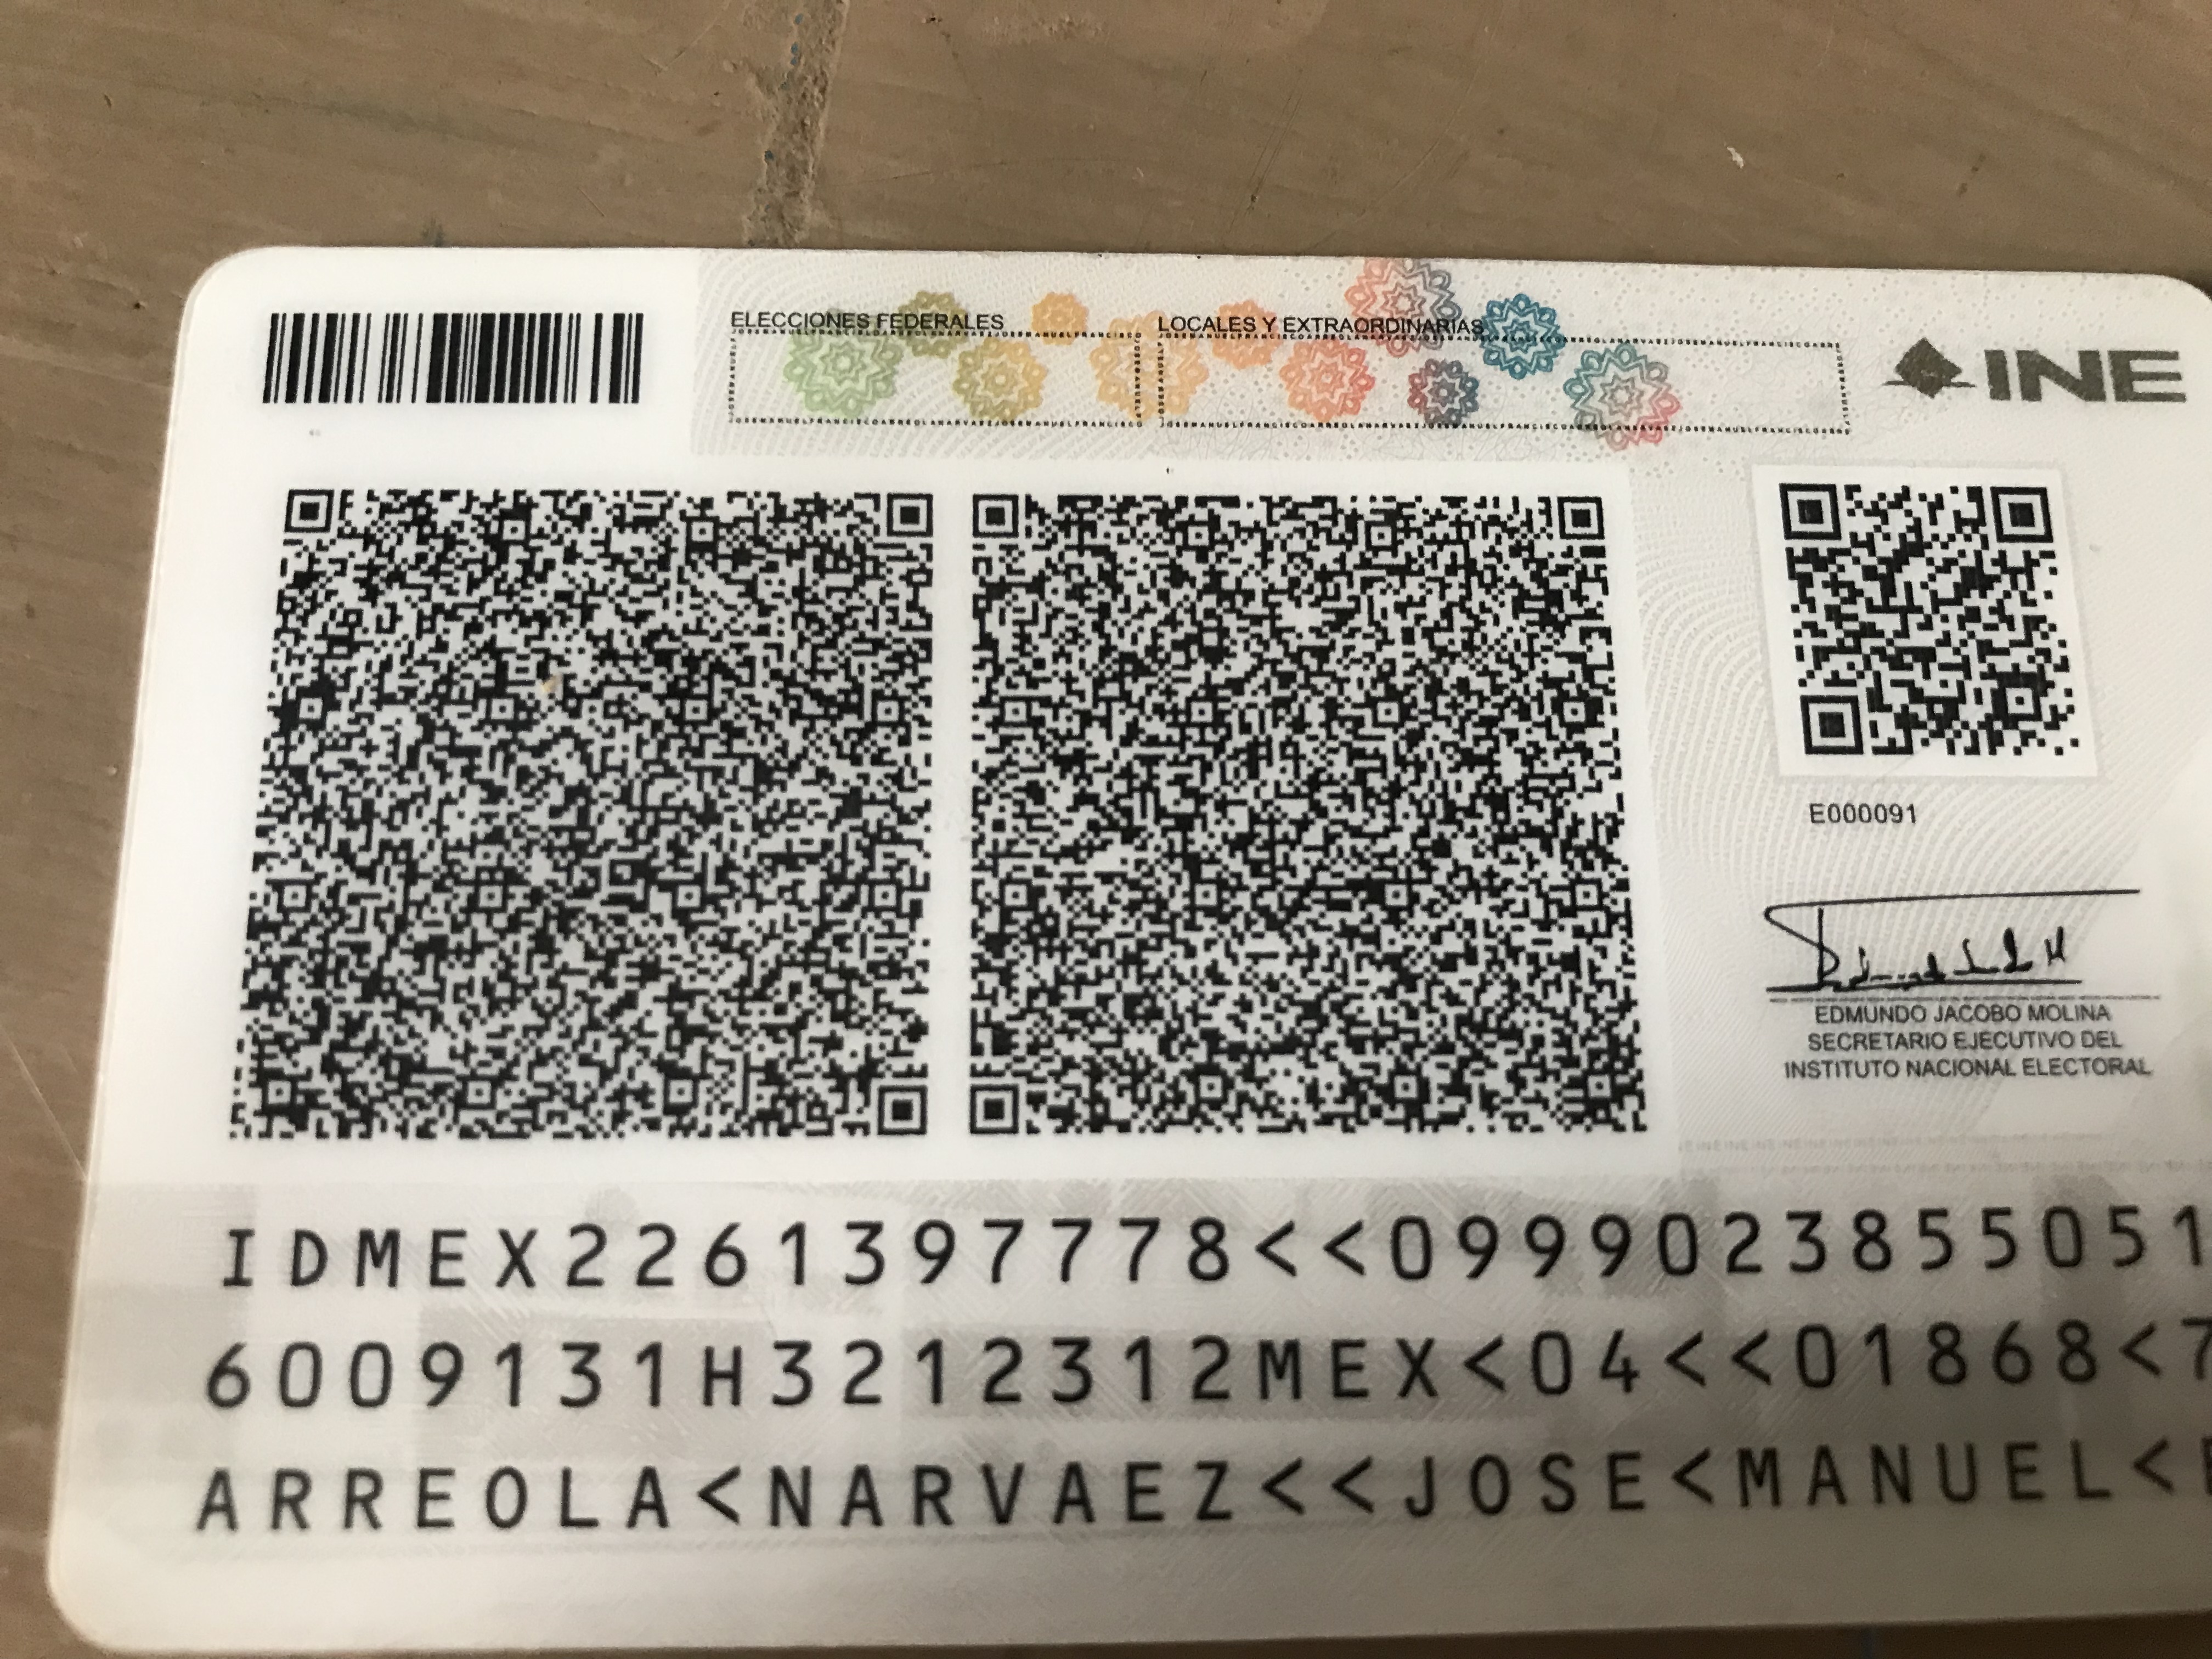 ELECCIONES FEDERALES
LOCALES Y EXTRAORDINARIAS
INE
E000091
EDMUNDO JACOBO MOLINA
SECRETARIO EJECUTIVO DEL
INSTITUTO NACIONAL ELECTORAL
IDMEX2261397778<<0999023855051
6009131H3212312MEX<04<<01868<7
ARREOLA<NARVAEZ<<JOSE<MANUEL<